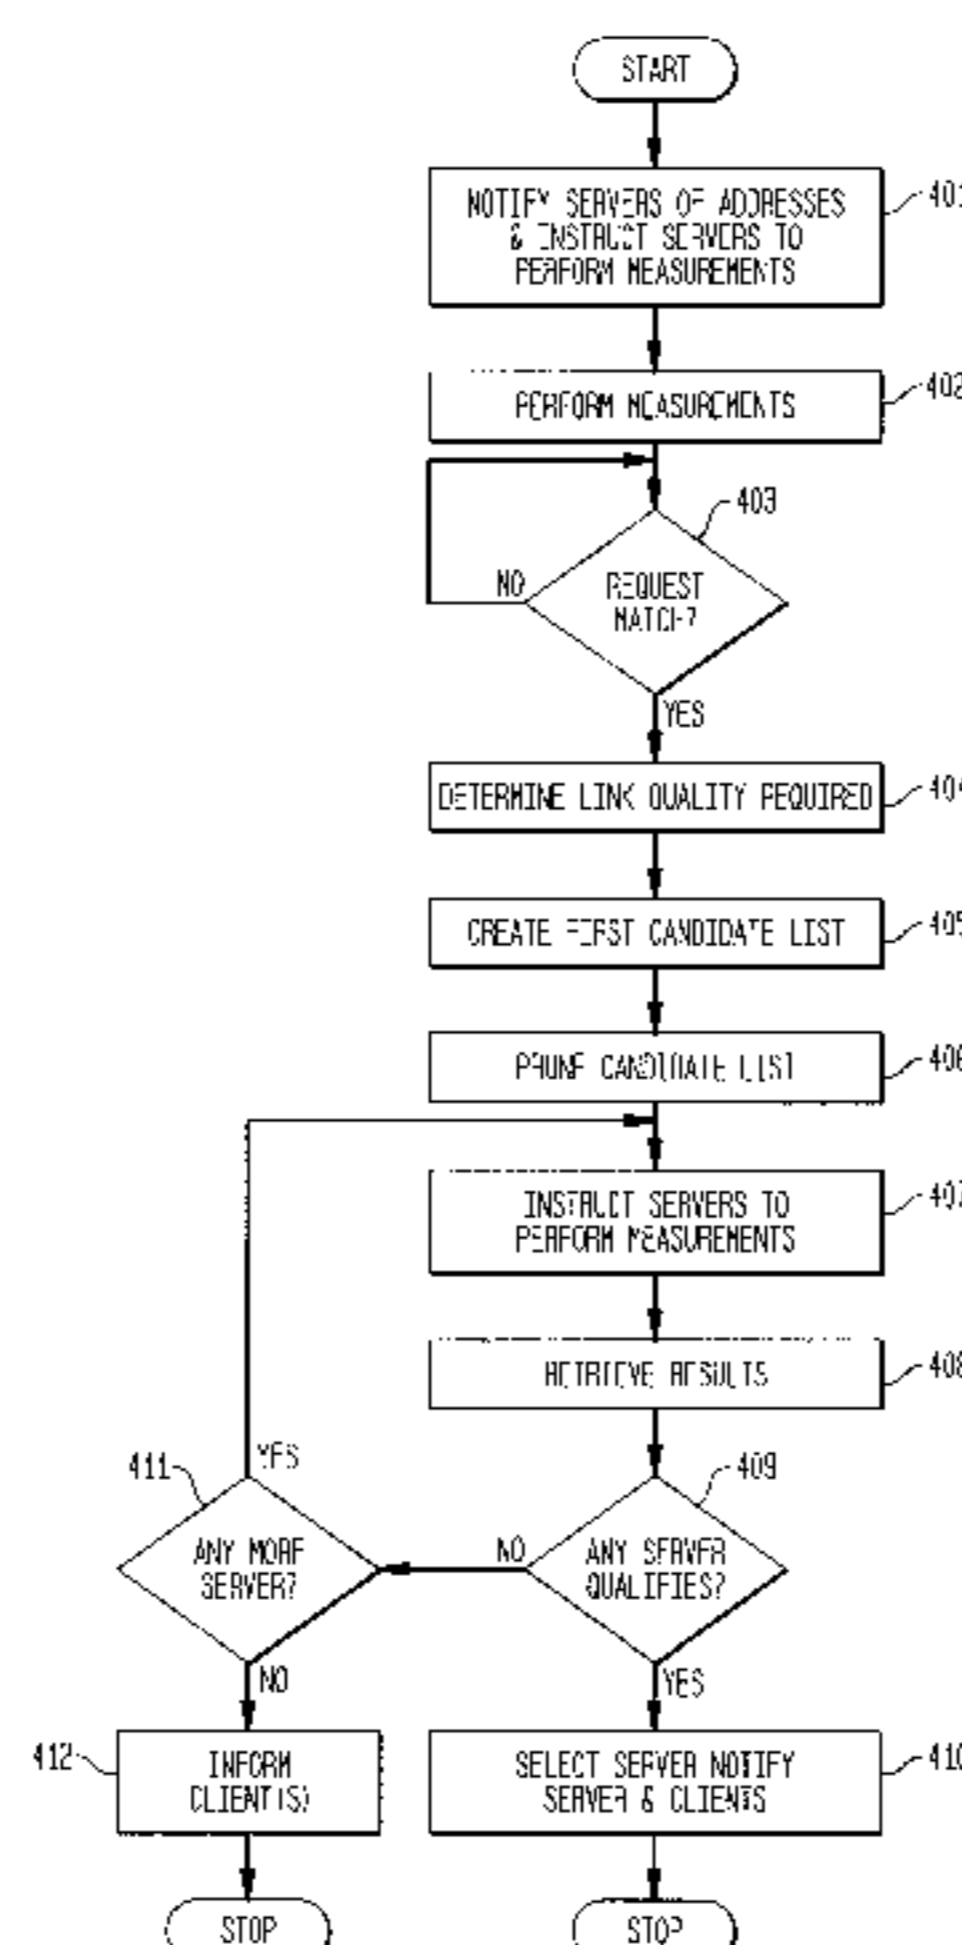 START
NOTIFY SERVERS OF ADDRESSES
& INSTRUCT SERVERS TO
PERFORM MEASUREMENTS
401
PERFORM MEASUREMENTS
402
403
REQUEST
MATCH?
NO
YES
DETERMINE LINK QUALITY REQUIRED
404
CREATE FIRST CANDIDATE LIST
405
PRUNE CANDIDATE LIST
406
INSTRUCT SERVERS TO
PERFORM MEASUREMENTS
407
RETRIEVE RESULTS
408
411
YES
ANY MORE
SERVER?
NO
409
ANY SERVER
QUALIFIES?
NO
YES
412
INFORM
CLIENT(S)
SELECT SERVER NOTIFY
SERVER & CLIENTS
410
STOP
STOP